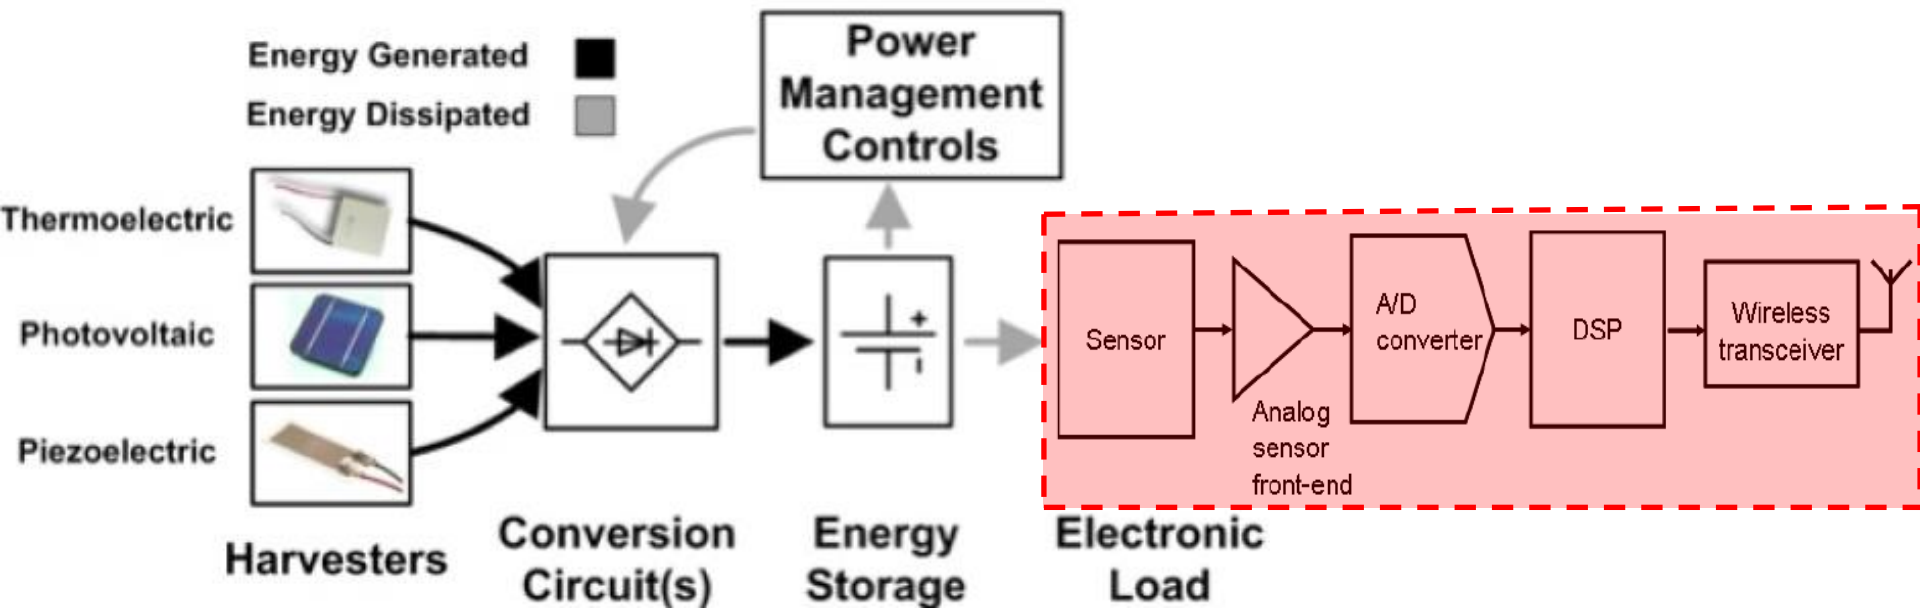 Energy Generated
Energy Dissipated
Power
Management
Controls
Thermoelectric
Photovoltaic
Piezoelectric
+
-
Sensor
Analog
sensor
front-end
A/D
converter
DSP
Wireless
transceiver
Harvesters
Conversion
Circuit(s)
Energy
Storage
Electronic
Load